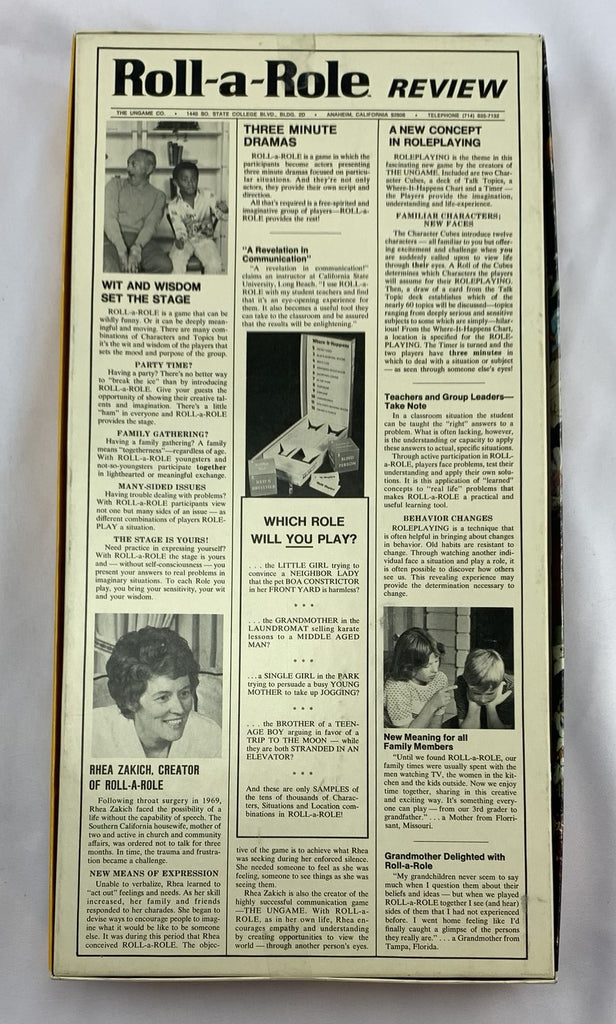 Roll-a-Role REVIEW
THE UNGAME CO. • 1440 SO. STATE COLLEGE BLVD., BLDG. 2D • ANAHEIM, CALIFORNIA 92806 • TELEPHONE (714)
WIT AND WISDOM
SET THE STAGE
ROLL-a-ROLE is a game that can be
wildly funny. Or it can be deeply mean-
ingful and moving. There are many com-
binations of Characters and Topics but
it's the wit and wisdom of the players that
sets the mood and purpose of the group.
PARTY TIME?
Having a party? There's no better way
to "break the ice" than by introducing
ROLL-a-ROLE. Give your guests the
opportunity of showing their creative tal-
ents and imagination. There's a little
"ham" in everyone and ROLL-a-ROLE
provides the stage.
FAMILY GATHERING?
Having a family gathering? A family
means "togetherness"—regardless of age.
With ROLL-a-ROLE youngsters and
not-so-youngsters participate together
in lighthearted or meaningful exchange.
MANY-SIDED ISSUES
Having trouble dealing with problems?
With ROLL-a-ROLE participants view
not one but many sides of an issue — as
different combinations of players ROLE-
PLAY a situation.
THE STAGE IS YOURS!
Need practice in expressing yourself?
With ROLL-a-ROLE the stage is yours
and — without self-consciousness — you
present your answers to real problems in
imaginary situations. To each Role you
play, you bring your sensitivity, your wit
and your wisdom.
RHEA ZAKICH, CREATOR
OF ROLL-A-ROLE
Following throat surgery in 1969,
Rhea Zakich faced the possibility of a
life without the capability of speech. The
Southern California housewife, mother of
two and active in church and community
affairs, was ordered not to talk for three
months. In time, the trauma and frustra-
tion became a challenge.
NEW MEANS OF EXPRESSION
Unable to verbalize, Rhea learned to
"act out" feelings and needs. As her skill
increased, her family and friends
responded to her charades. She began to
devise ways to encourage people to imag-
ine what it would be like to be someone
else. It was during this period that Rhea
conceived ROLL-a-ROLE. The objec-
THREE MINUTE
DRAMAS
ROLL-a-ROLE is a game in which the
participants become actors presenting
three minute dramas focused on particu-
lar situations. And they're not only
actors, they provide their own script and
direction.
All that's required is a free-spirited and
imaginative group of players—ROLL-a-
ROLE provides the rest!
"A Revelation in
Communication"
"A revelation in communication!"
claims an instructor at California State
University, Long Beach. "I use ROLL-a-
ROLE with my student teachers and find
that it's an eye-opening experience for
them. It also becomes a useful tool they
can take to the classroom and be assured
that the results will be enlightening."
Where It Happens
BLIND
PERSON
WHICH ROLE
WILL YOU PLAY?
. . . the LITTLE GIRL trying to
convince a NEIGHBOR LADY
that the pet BOA CONSTRICTOR
in her FRONT YARD is harmless?
* * *
. . . the GRANDMOTHER in the
LAUNDROMAT selling karate
lessons to a MIDDLE AGED
MAN?
* * *
. . . a SINGLE GIRL in the PARK
trying to persuade a busy YOUNG
MOTHER to take up JOGGING?
* * *
. . . the BROTHER of a TEEN-
AGE BOY arguing in favor of a
TRIP TO THE MOON — while
they are both STRANDED IN AN
ELEVATOR?
* * *
And these are only SAMPLES of
the tens of thousands of Charac-
ters, Situations and Location com-
binations in ROLL-a-ROLE!
tive of the game is to achieve what Rhea
was seeking during her enforced silence.
She needed someone to feel as she was
feeling, someone to see things as she was
seeing them.
Rhea Zakich is also the creator of the
highly successful communication game
—THE UNGAME. With ROLL-a-
ROLE, as in her own life, Rhea en-
courages empathy and understanding
by creating opportunities to view the
world — through another person's eyes.
A NEW CONCEPT
IN ROLEPLAYING
ROLEPLAYING is the theme in this
fascinating new game by the creators of
THE UNGAME. Included are two Char-
acter Cubes, a deck of Talk Topics, a
Where-It-Happens Chart and a Timer —
the Players provide the imagination,
understanding and life-experience.
FAMILIAR CHARACTERS;
NEW FACES
The Character Cubes introduce twelve
characters — all familiar to you but offer-
ing excitement and challenge when you
are suddenly called upon to view life
through their eyes. A Roll of the Cubes
determines which Characters the players
will assume for their ROLEPLAYING.
Then, a draw of a card from the Talk
Topic deck establishes which of the
nearly 60 topics will be discussed—topics
ranging from deeply serious and sensitive
subjects to some which are simply—hilar-
ious! From the Where-It-Happens Chart,
a location is specified for the ROLE-
PLAYING. The Timer is turned and the
two players have three minutes in
which to deal with a situation or subject
— as seen through someone else's eyes!
Teachers and Group Leaders—
Take Note
In a classroom situation the student
can be taught the "right" answers to a
problem. What is often lacking, however,
is the understanding or capacity to apply
these answers to actual, specific situations.
Through active participation in ROLL-
a-ROLE, players face problems, test their
understanding and apply their own solu-
tions. It is this application of "learned"
concepts to "real life" problems that
makes ROLL-a-ROLE a practical and
useful learning tool.
BEHAVIOR CHANGES
ROLEPLAYING is a technique that
is often helpful in bringing about changes
in behavior. Old habits are resistant to
change. Through watching another indi-
vidual face a situation and play a role, it
is often possible to discover how others
see us. This revealing experience may
provide the determination necessary to
change.
New Meaning for all
Family Members
"Until we found ROLL-a-ROLE, our
family times were usually spent with the
men watching TV, the women in the kit-
chen and the kids outside. Now we enjoy
time together, sharing in this creative
and exciting way. It's something every-
one can play — from our 3rd grader to
grandfather." . . . a Mother from Floris-
sant, Missouri.
Grandmother Delighted with
Roll-a-Role
"My grandchildren never seem to say
much when I question them about their
beliefs and ideas — but when we played
ROLL-a-ROLE together I see (and hear)
sides of them that I had not experienced
before. I went home feeling like I'd
finally caught a glimpse of the persons
they really are." . . . a Grandmother from
Tampa, Florida.